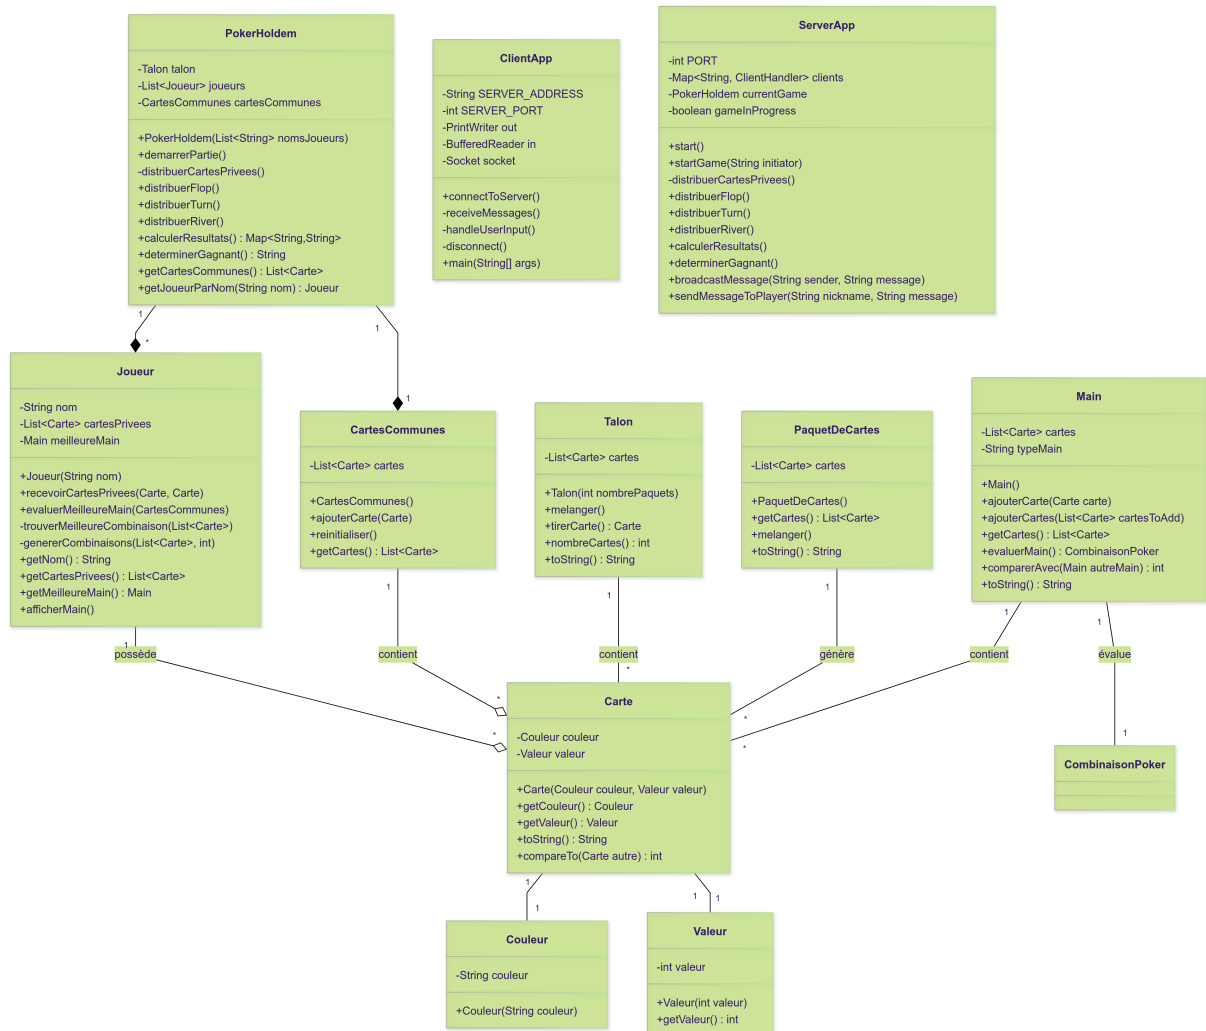 PokerHoldem
-Talon talon
-List<Joueur> joueurs
-CartesCommunes cartesCommunes
+PokerHoldem(List<String> nomsJoueurs)
+demarrerPartie()
-distribuerCartesPrivees()
+distribuerFlop()
+distribuerTurn()
+distribuerRiver()
+calculerResultats() : Map<String,String>
+determinerGagnant() : String
+getCartesCommunes() : List<Carte>
+getJoueurParNom(String nom) : Joueur
ClientApp
-String SERVER_ADDRESS
-int SERVER_PORT
-PrintWriter out
-BufferedReader in
-Socket socket
+connectToServer()
-receiveMessages()
-handleUserInput()
-disconnect()
+main(String[] args)
ServerApp
-int PORT
-Map<String, ClientHandler> clients
-PokerHoldem currentGame
-boolean gameInProgress
+start()
+startGame(String initiator)
-distribuerCartesPrivees()
+distribuerFlop()
+distribuerTurn()
+distribuerRiver()
+calculerResultats()
+determinerGagnant()
+broadcastMessage(String sender, String message)
+sendMessageToPlayer(String nickname, String message)
1
*
1
1
Joueur
-String nom
-List<Carte> cartesPrivees
-Main meilleureMain
+Joueur(String nom)
+recevoirCartesPrivees(Carte, Carte)
+evaluerMeilleureMain(CartesCommunes)
-trouverMeilleureCombinaison(List<Carte>)
-genererCombinaisons(List<Carte>, int)
+getNom() : String
+getCartesPrivees() : List<Carte>
+getMeilleureMain() : Main
+afficherMain()
CartesCommunes
-List<Carte> cartes
+CartesCommunes()
+ajouterCarte(Carte)
+reinitialiser()
+getCartes() : List<Carte>
Talon
-List<Carte> cartes
+Talon(int nombrePaquets)
+melanger()
+tirerCarte() : Carte
+nombreCartes() : int
+toString() : String
PaquetDeCartes
-List<Carte> cartes
+PaquetDeCartes()
+getCartes() : List<Carte>
+melanger()
+toString() : String
Main
-List<Carte> cartes
-String typeMain
+Main()
+ajouterCarte(Carte carte)
+ajouterCartes(List<Carte> cartesToAdd)
+getCartes() : List<Carte>
+evaluerMain() : CombinaisonPoker
+comparerAvec(Main autreMain) : int
+toString() : String
1
possède
*
1
contient
*
1
contient
*
1
génère
*
1
contient
*
1
évalue
1
Carte
-Couleur couleur
-Valeur valeur
+Carte(Couleur couleur, Valeur valeur)
+getCouleur() : Couleur
+getValeur() : Valeur
+toString() : String
+compareTo(Carte autre) : int
CombinaisonPoker
1
1
1
1
Couleur
-String couleur
+Couleur(String couleur)
Valeur
-int valeur
+Valeur(int valeur)
+getValeur() : int